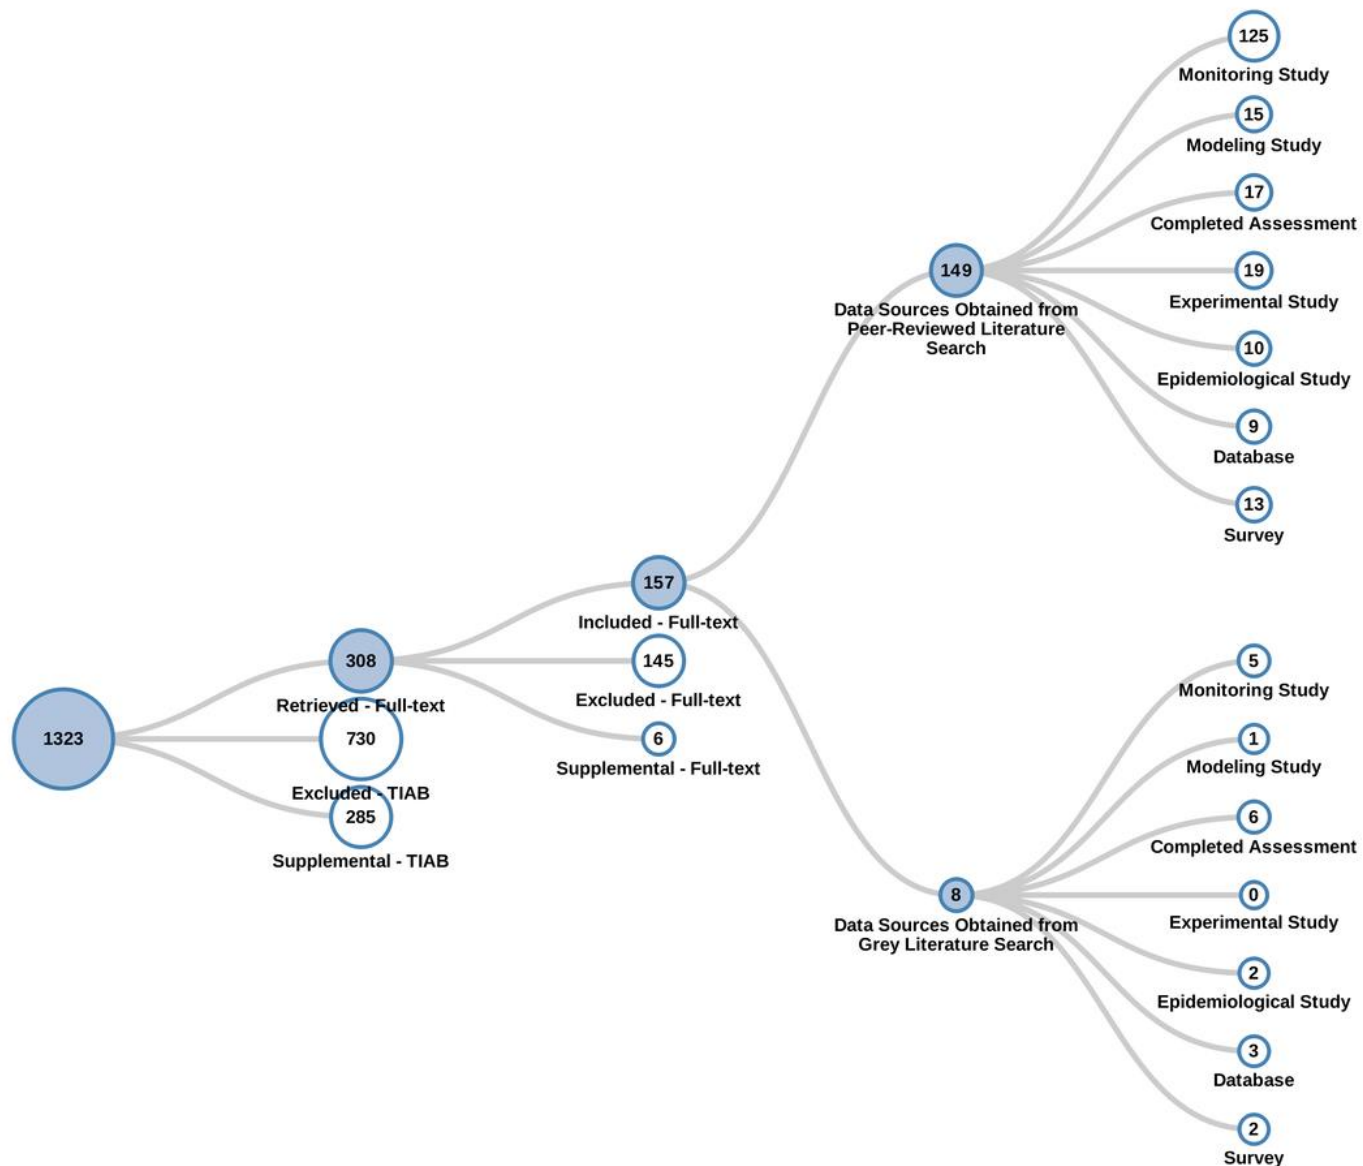 125
Monitoring Study
15
Modeling Study
17
Completed Assessment
149
Data Sources Obtained from
Peer-Reviewed Literature
Search
19
Experimental Study
10
Epidemiological Study
9
Database
13
Survey
1323
308
Retrieved - Full-text
730
Excluded - TIAB
285
Supplemental - TIAB
157
Included - Full-text
145
Excluded - Full-text
6
Supplemental - Full-text
5
Monitoring Study
1
Modeling Study
6
Completed Assessment
8
Data Sources Obtained from
Grey Literature Search
0
Experimental Study
2
Epidemiological Study
3
Database
2
Survey